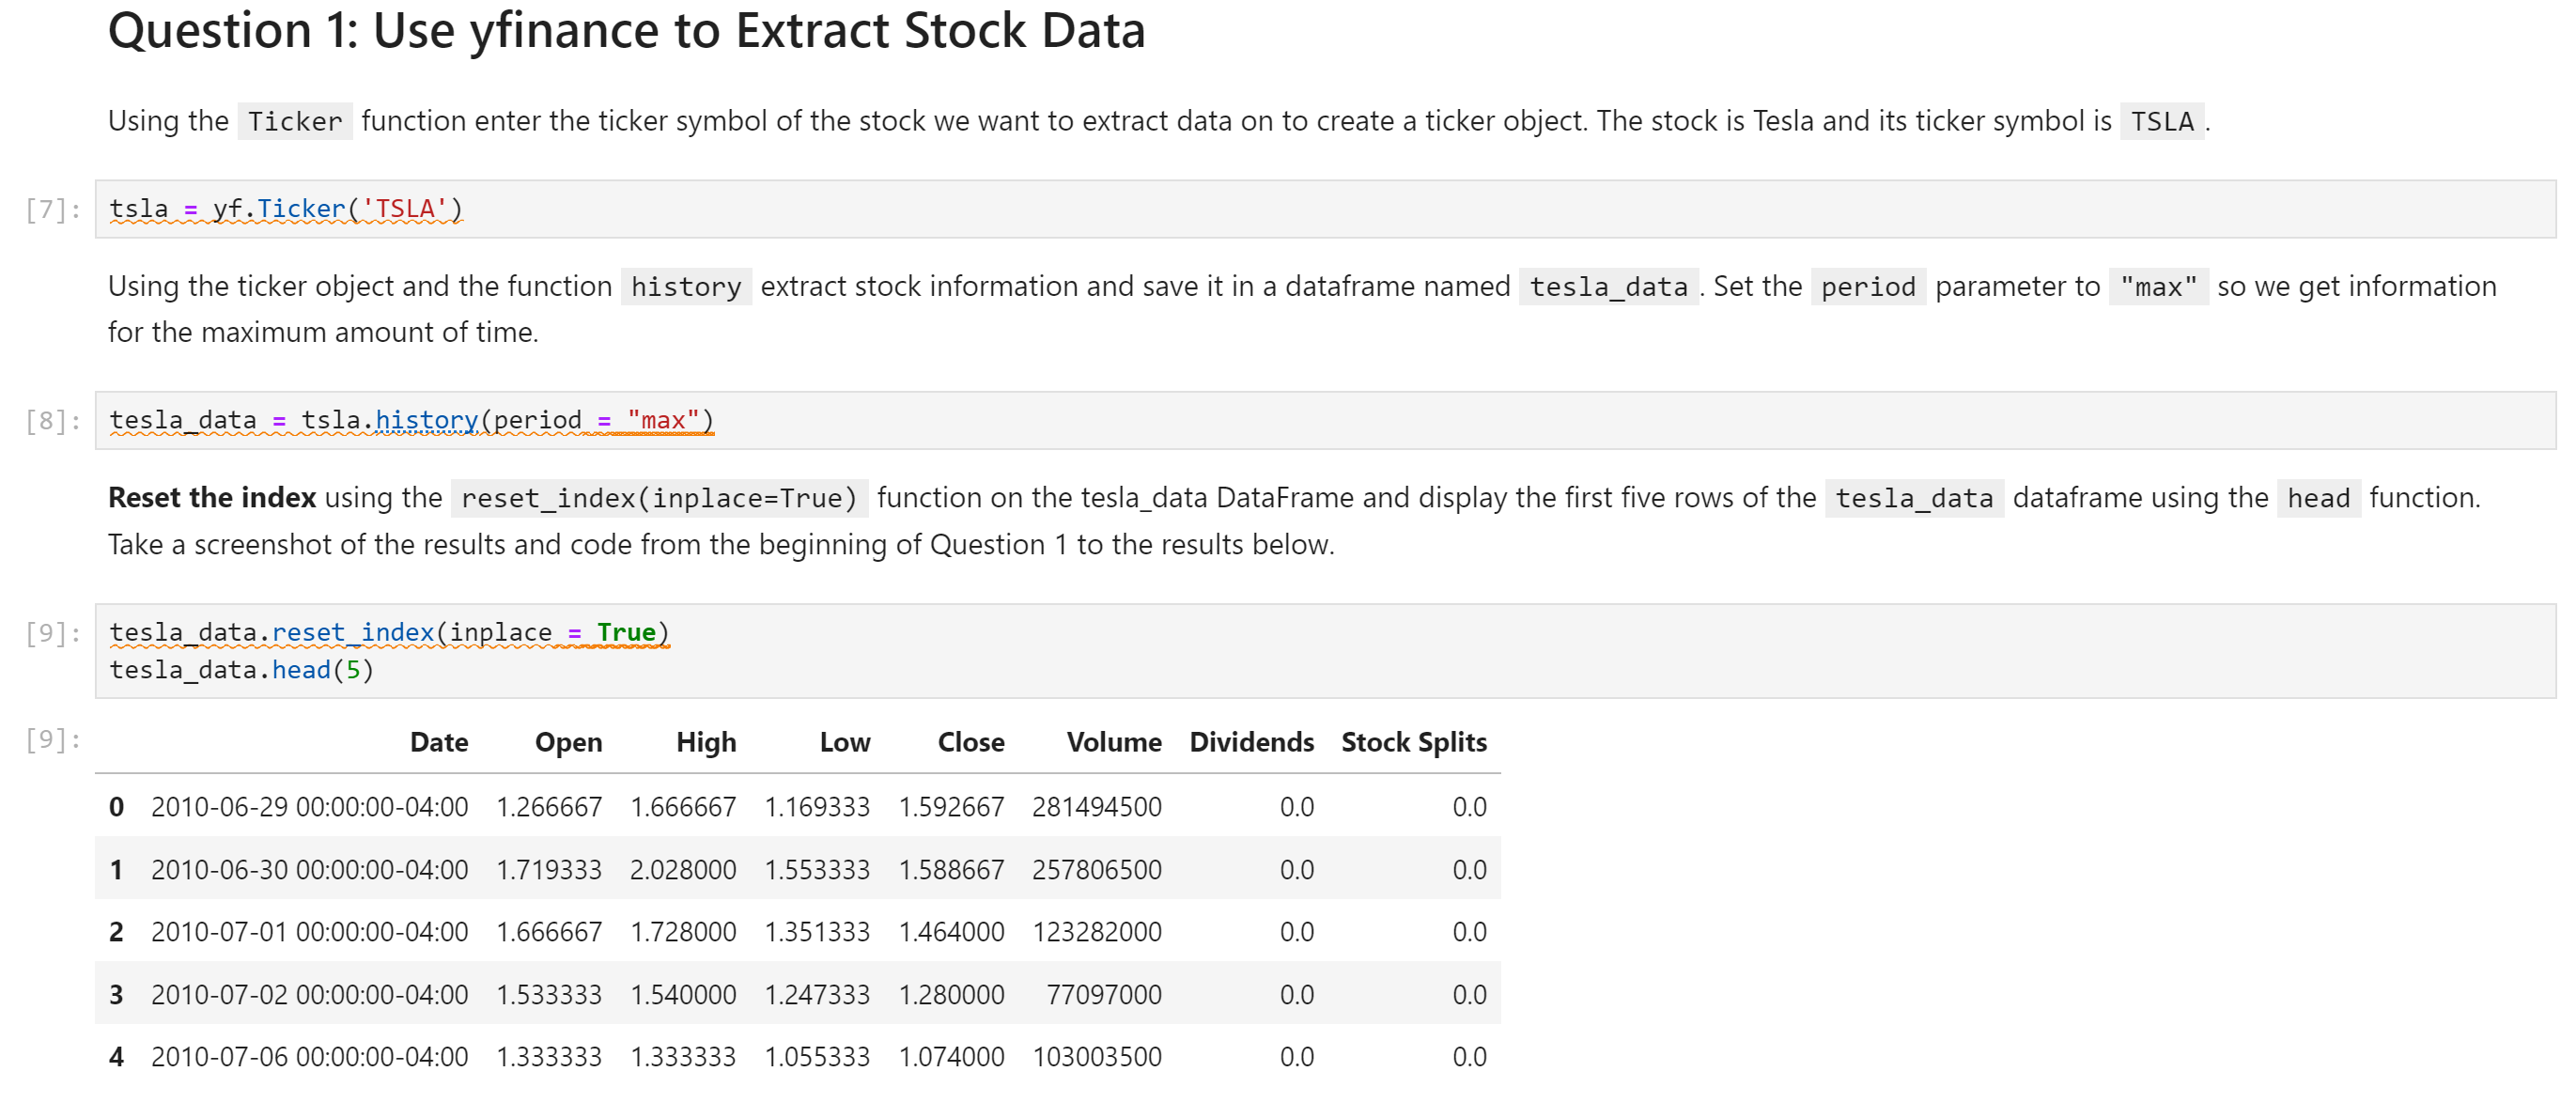 Question 1: Use yfinance to Extract Stock Data
Using the Ticker function enter the ticker symbol of the stock we want to extract data on to create a ticker object. The stock is Tesla and its ticker symbol is TSLA .
[7]: tsla = yf.Ticker('TSLA')
Using the ticker object and the function history extract stock information and save it in a dataframe named tesla_data . Set the period parameter to "max" so we get information
for the maximum amount of time.
[8]: tesla_data = tsla.history(period = "max")
Reset the index using the reset_index(inplace=True) function on the tesla_data DataFrame and display the first five rows of the tesla_data dataframe using the head function.
Take a screenshot of the results and code from the beginning of Question 1 to the results below.
[9]: tesla_data.reset_index(inplace = True)
tesla_data.head(5)
[9]: Date Open High Low Close Volume Dividends Stock Splits
0 2010-06-29 00:00:00-04:00 1.266667 1.666667 1.169333 1.592667 281494500 0.0 0.0
1 2010-06-30 00:00:00-04:00 1.719333 2.028000 1.553333 1.588667 257806500 0.0 0.0
2 2010-07-01 00:00:00-04:00 1.666667 1.728000 1.351333 1.464000 123282000 0.0 0.0
3 2010-07-02 00:00:00-04:00 1.533333 1.540000 1.247333 1.280000 77097000 0.0 0.0
4 2010-07-06 00:00:00-04:00 1.333333 1.333333 1.055333 1.074000 103003500 0.0 0.0